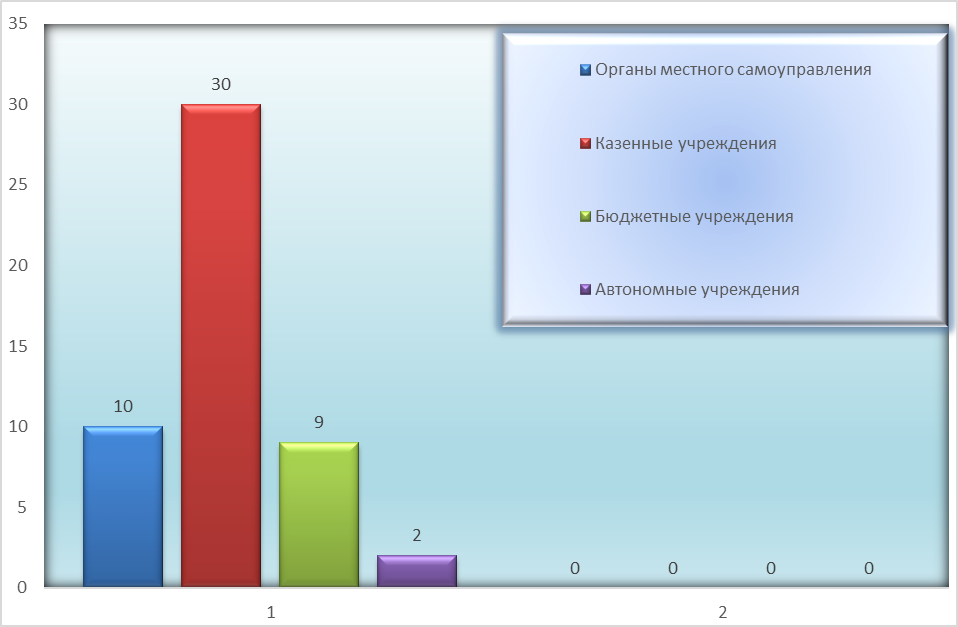 35
30
25
20
15
10
5
0
30
10
9
2
0 0 0 0
1 2
Органы местного самоуправления
Казенные учреждения
Бюджетные учреждения
Автономные учреждения